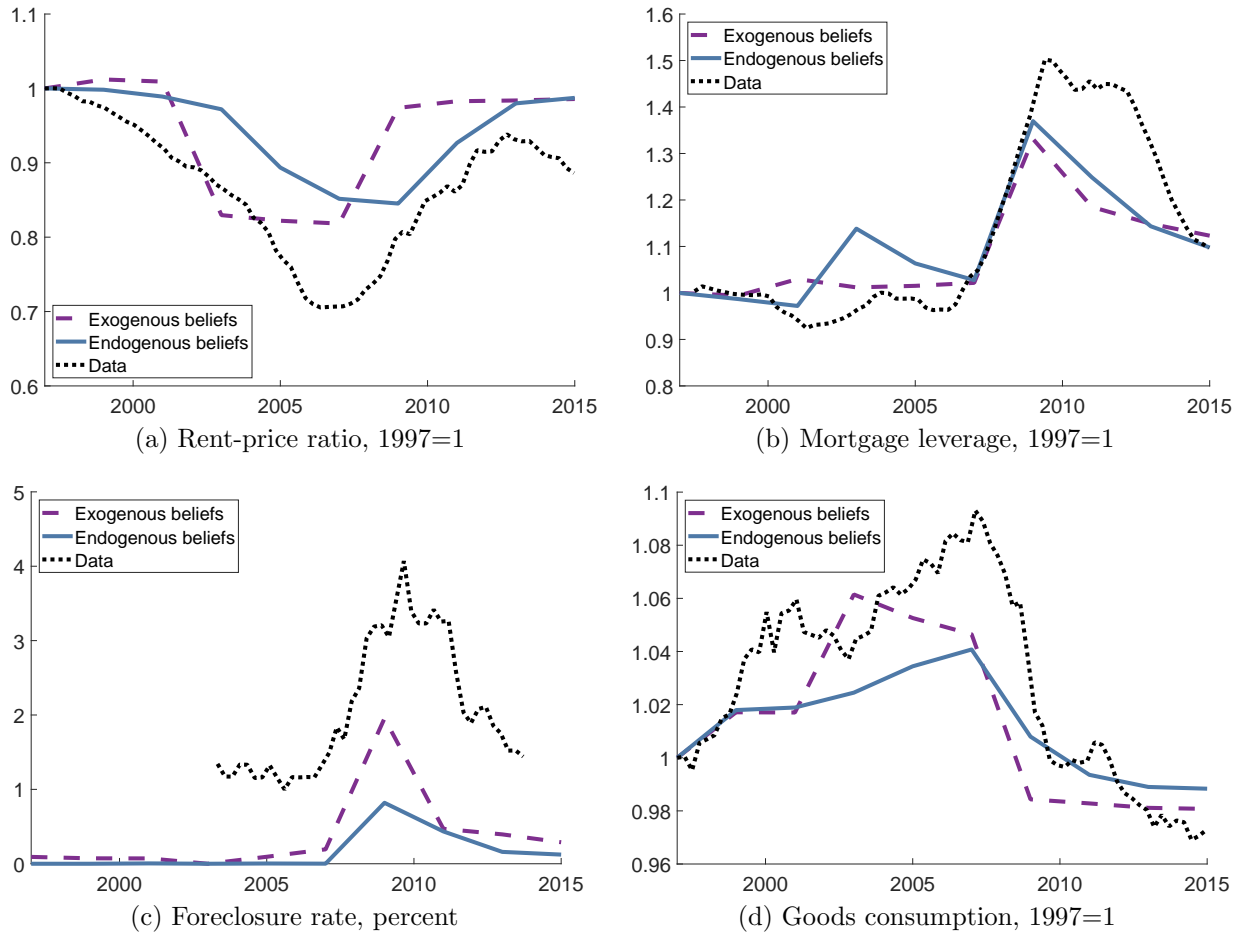 1.1
1
0.9
0.8
0.7
0.6
2000
2005
2010
2015
Exogenous beliefs
Endogenous beliefs
Data
(a) Rent-price ratio, 1997=1
1.6
1.5
1.4
1.3
1.2
1.1
1
0.9
0.8
2000
2005
2010
2015
Exogenous beliefs
Endogenous beliefs
Data
(b) Mortgage leverage, 1997=1
5
4
3
2
1
0
2000
2005
2010
2015
Exogenous beliefs
Endogenous beliefs
Data
(c) Foreclosure rate, percent
1.1
1.08
1.06
1.04
1.02
1
0.98
0.96
2000
2005
2010
2015
Exogenous beliefs
Endogenous beliefs
Data
(d) Goods consumption, 1997=1